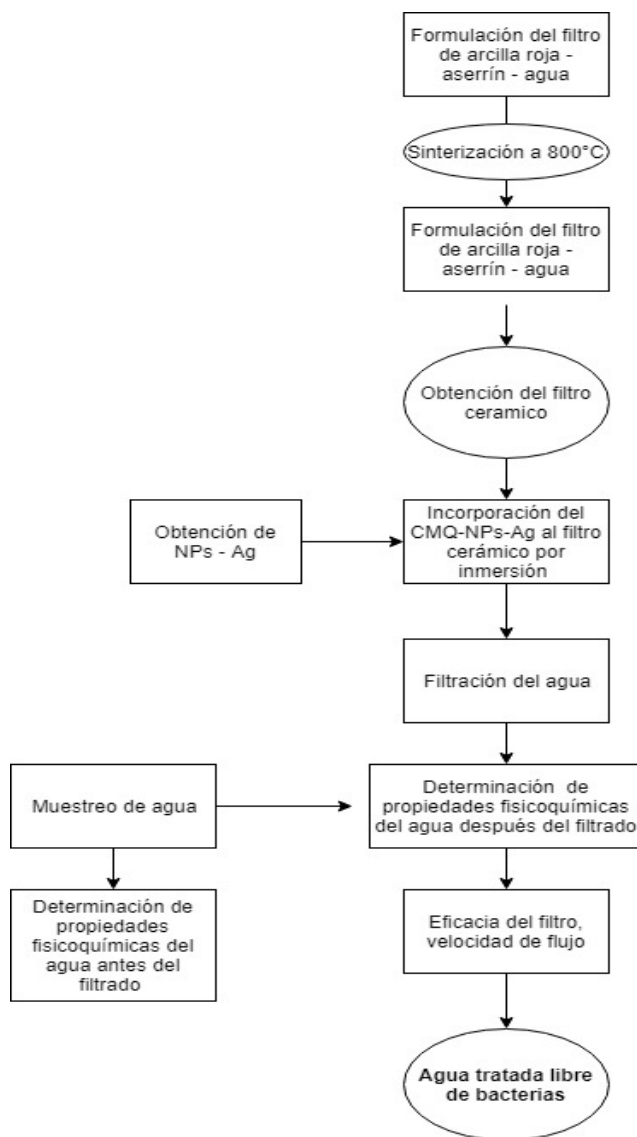 Formulación del filtro
de arcilla roja -
aserrín - agua
Sinterización a 800°C
Formulación del filtro
de arcilla roja -
aserrín - agua
Obtención del filtro
ceramico
Obtención de
NPs - Ag
Incorporación del
CMQ-NPs-Ag al filtro
cerámico por
inmersión
Filtración del agua
Muestreo de agua
Determinación de
propiedades fisicoquímicas
del agua después del filtrado
Determinación de
propiedades
fisicoquímicas del
agua antes del
filtrado
Eficacia del filtro,
velocidad de flujo
Agua tratada libre
de bacterias